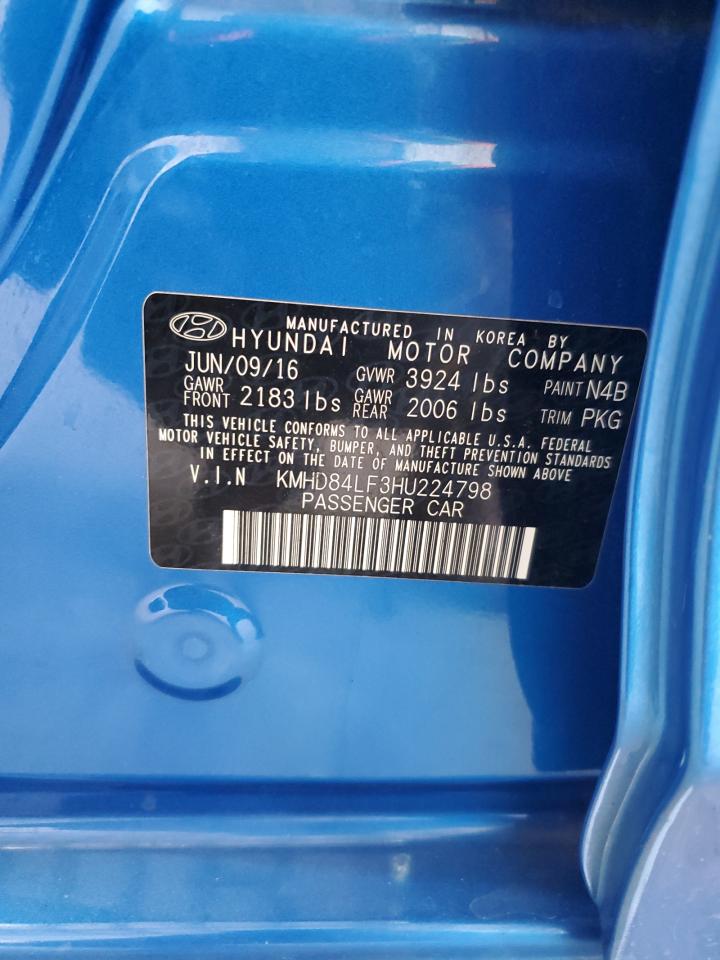 MANUFACTURED IN KOREA BY
HYUNDAI MOTOR COMPANY
JUN/09/16 GVWR 3924 lbs PAINT N4B
GAWR FRONT 2183 lbs GAWR REAR 2006 lbs TRIM PKG
THIS VEHICLE CONFORMS TO ALL APPLICABLE U.S.A. FEDERAL
MOTOR VEHICLE SAFETY, BUMPER, AND THEFT PREVENTION STANDARDS
IN EFFECT ON THE DATE OF MANUFACTURE SHOWN ABOVE
V.I.N KMHD84LF3HU224798
PASSENGER CAR